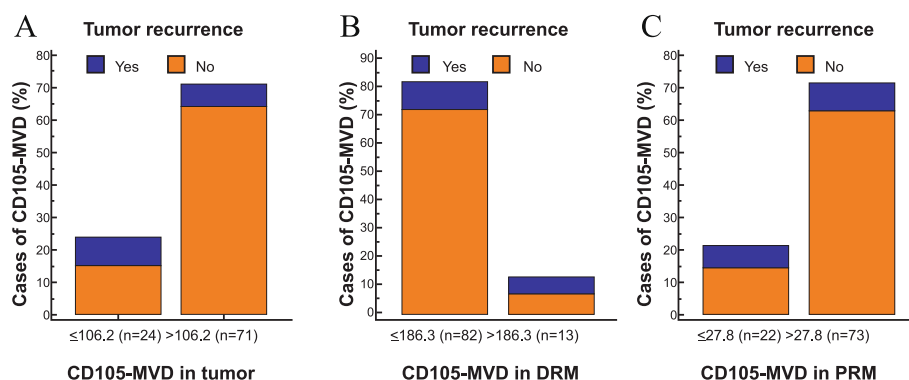 A
Tumor recurrence
Yes
No
Cases of CD105-MVD (%)
80
70
60
50
40
30
20
10
0
≤106.2 (n=24) >106.2 (n=71)
CD105-MVD in tumor
B
Tumor recurrence
Yes
No
Cases of CD105-MVD (%)
90
80
70
60
50
40
30
20
10
0
≤186.3 (n=82) >186.3 (n=13)
CD105-MVD in DRM
C
Tumor recurrence
Yes
No
Cases of CD105-MVD (%)
80
70
60
50
40
30
20
10
0
≤27.8 (n=22) >27.8 (n=73)
CD105-MVD in PRM